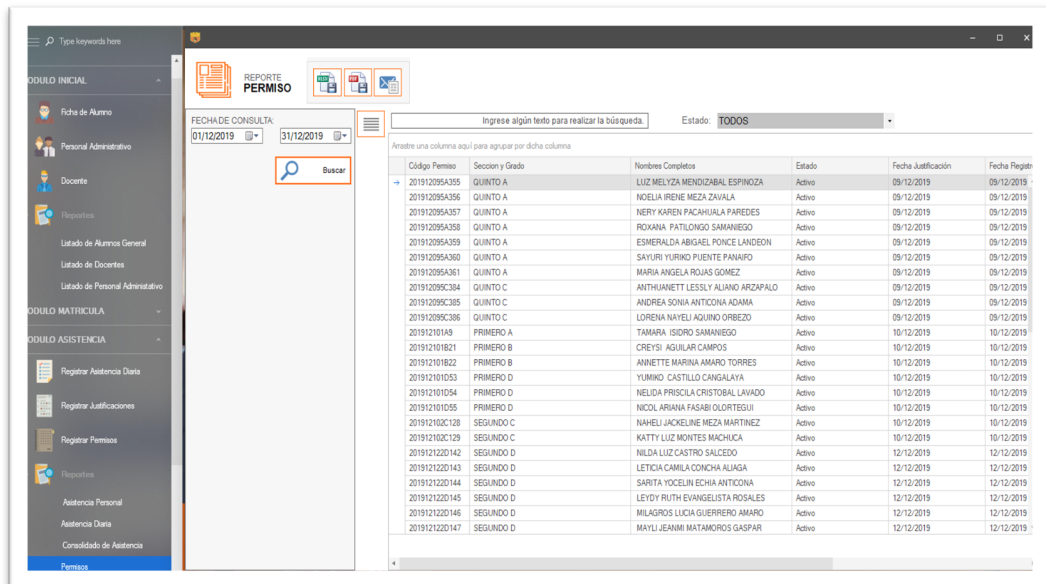 Type keywords here
ODULO INICIAL
Ficha de Alumno
Personal Administrativo
Docente
Reportes
Listado de Alumnos General
Listado de Docentes
Listado de Personal Administativo
ODULO MATRICULA
ODULO ASISTENCIA
Registrar Asistencia Diaria
Registrar Justificaciones
Registrar Permisos
Reportes
Asistencia Personal
Asistencia Diaria
Consolidado de Asistencia
Permisos
REPORTE
PERMISO
PDF
FECHA DE CONSULTA:
01/12/2019 31/12/2019
Buscar
Ingrese algún texto para realizar la búsqueda. Estado: TODOS
Arrastre una columna aquí para agrupar por dicha columna
Código Permiso Seccion y Grado Nombres Completos Estado Fecha Justificación Fecha Registr
201912095A355 QUINTO A LUZ MELYZA MENDIZABAL ESPINOZA Activo 09/12/2019 09/12/2019
201912095A356 QUINTO A NOELIA IRENE MEZA ZAVALA Activo 09/12/2019 09/12/2019
201912095A357 QUINTO A NERY KAREN PACAHUALA PAREDES Activo 09/12/2019 09/12/2019
201912095A358 QUINTO A ROXANA PATILONGO SAMANIEGO Activo 09/12/2019 09/12/2019
201912095A359 QUINTO A ESMERALDA ABIGAEL PONCE LANDEON Activo 09/12/2019 09/12/2019
201912095A360 QUINTO A SAYURI YURIKO PUENTE PANAIFO Activo 09/12/2019 09/12/2019
201912095A361 QUINTO A MARIA ANGELA ROJAS GOMEZ Activo 09/12/2019 09/12/2019
201912095C384 QUINTO C ANTHUANETT LESSLY ALIANO ARZAPALO Activo 09/12/2019 09/12/2019
201912095C385 QUINTO C ANDREA SONIA ANTICONA ADAMA Activo 09/12/2019 09/12/2019
201912095C386 QUINTO C LORENA NAYELI AQUINO ORBEZO Activo 09/12/2019 09/12/2019
201912101A9 PRIMERO A TAMARA ISIDRO SAMANIEGO Activo 10/12/2019 10/12/2019
201912101B21 PRIMERO B CREYSI AGUILAR CAMPOS Activo 10/12/2019 10/12/2019
201912101B22 PRIMERO B ANNETTE MARINA AMARO TORRES Activo 10/12/2019 10/12/2019
201912101D53 PRIMERO D YUMIKO CASTILLO CANGALAYA Activo 10/12/2019 10/12/2019
201912101D54 PRIMERO D NELIDA PRISCILA CRISTOBAL LAVADO Activo 10/12/2019 10/12/2019
201912101D55 PRIMERO D NICOL ARIANA FASABI OLORTEGUI Activo 10/12/2019 10/12/2019
201912102C128 SEGUNDO C NAHELI JACKELINE MEZA MARTINEZ Activo 10/12/2019 10/12/2019
201912102C129 SEGUNDO C KATTY LUZ MONTES MACHUCA Activo 10/12/2019 10/12/2019
201912122D142 SEGUNDO D NILDA LUZ CASTRO SALCEDO Activo 12/12/2019 12/12/2019
201912122D143 SEGUNDO D LETICIA CAMILA CONCHA ALIAGA Activo 12/12/2019 12/12/2019
201912122D144 SEGUNDO D SARITA YOCELIN ECHIA ANTICONA Activo 12/12/2019 12/12/2019
201912122D145 SEGUNDO D LEYDY RUTH EVANGELISTA ROSALES Activo 12/12/2019 12/12/2019
201912122D146 SEGUNDO D MILAGROS LUCIA GUERRERO AMARO Activo 12/12/2019 12/12/2019
201912122D147 SEGUNDO D MAYLI JEANMI MATAMOROS GASPAR Activo 12/12/2019 12/12/2019